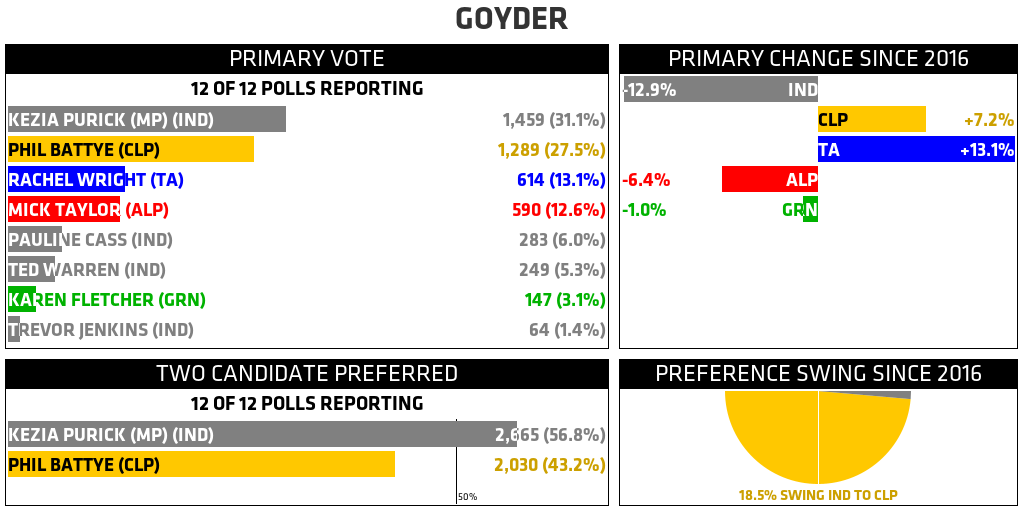 GOYDER
PRIMARY VOTE
12 OF 12 POLLS REPORTING
KEZIA PURICK (MP) (IND) 1,459 (31.1%)
PHIL BATTYE (CLP) 1,289 (27.5%)
RACHEL WRIGHT (TA) 614 (13.1%)
MICK TAYLOR (ALP) 590 (12.6%)
PAULINE CASS (IND) 283 (6.0%)
TED WARREN (IND) 249 (5.3%)
KAREN FLETCHER (GRN) 147 (3.1%)
TREVOR JENKINS (IND) 64 (1.4%)
PRIMARY CHANGE SINCE 2016
-12.9% IND
CLP +7.2%
TA +13.1%
-6.4% ALP
-1.0% GRN
TWO CANDIDATE PREFERRED
12 OF 12 POLLS REPORTING
KEZIA PURICK (MP) (IND) 2,665 (56.8%)
PHIL BATTYE (CLP) 2,030 (43.2%)
50%
PREFERENCE SWING SINCE 2016
18.5% SWING IND TO CLP